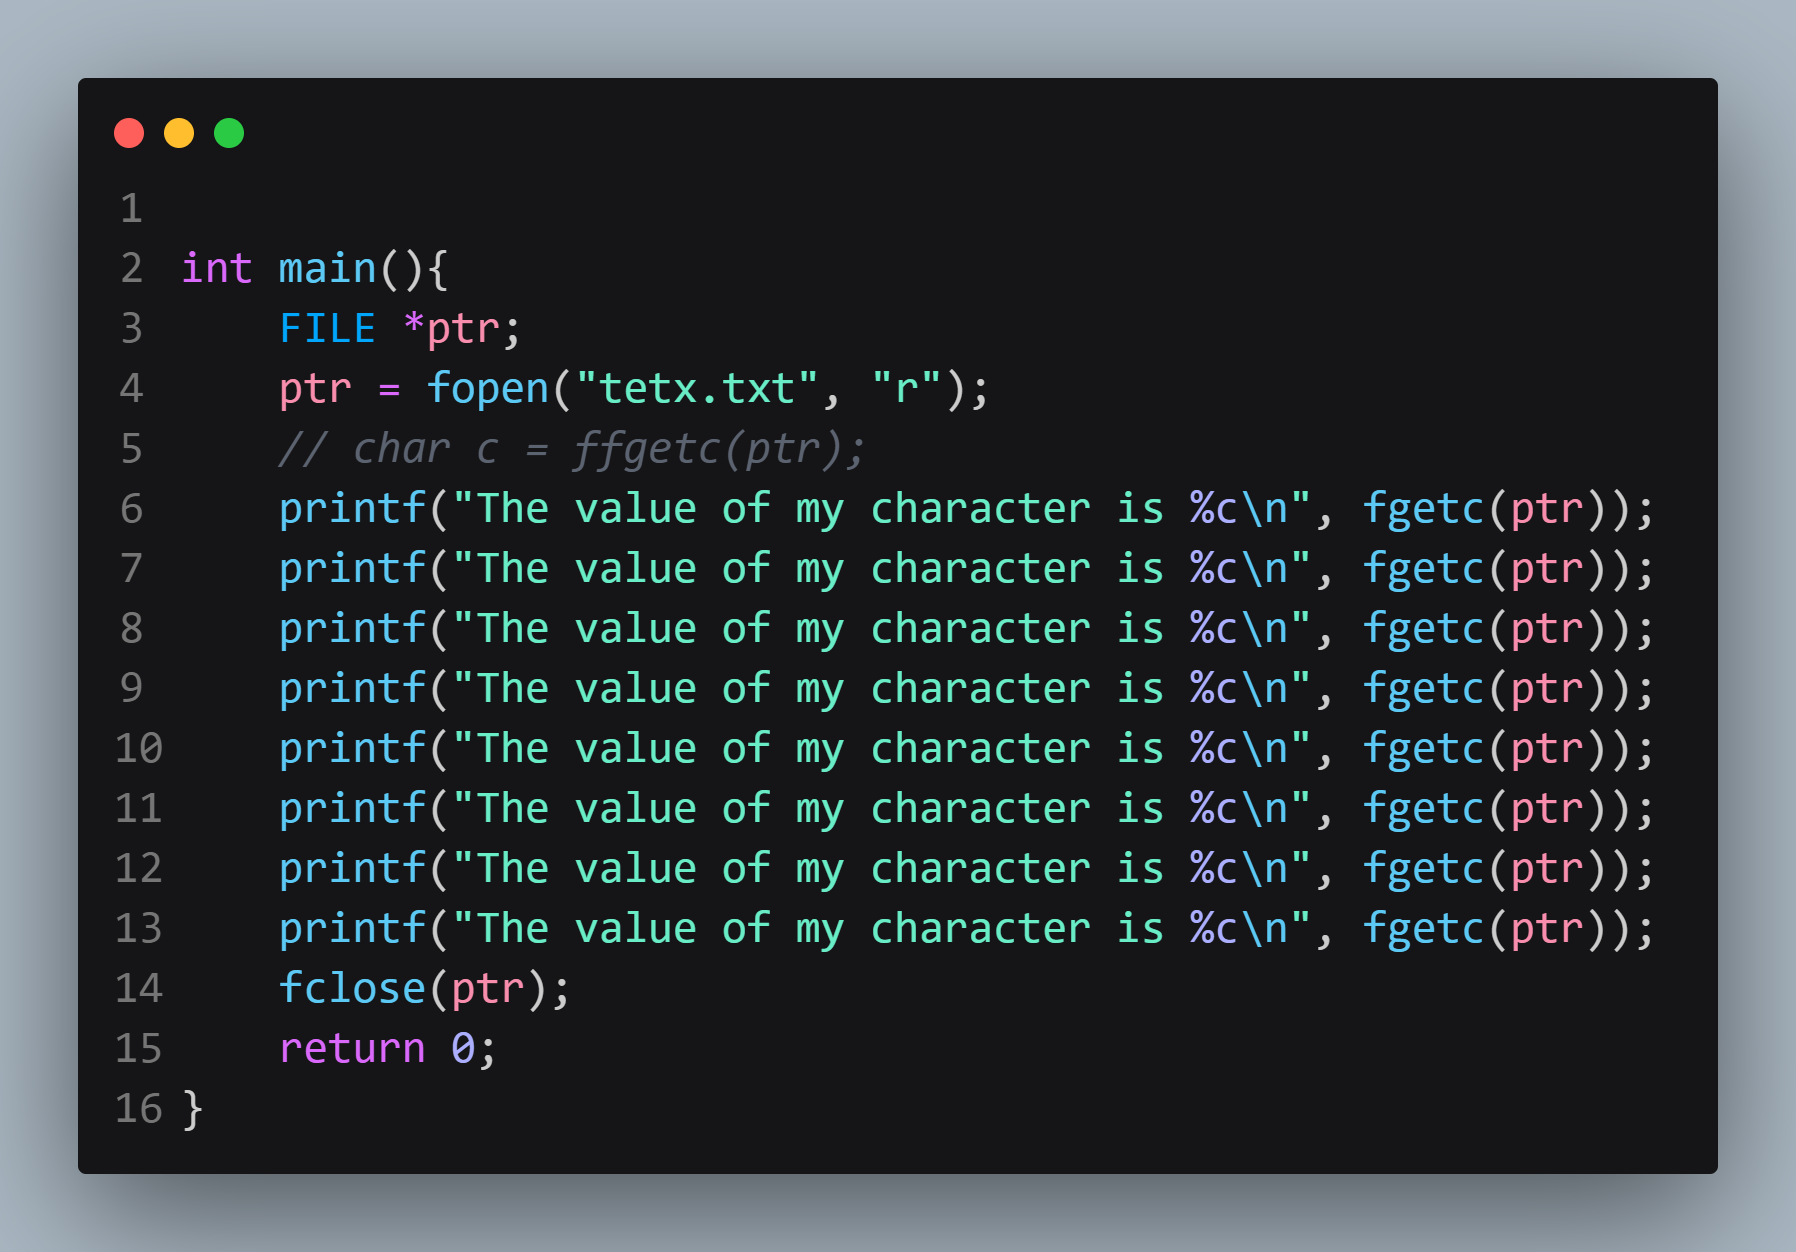 1
2 int main(){
3     FILE *ptr;
4     ptr = fopen("tetx.txt", "r");
5     // char c = ffgetc(ptr);
6     printf("The value of my character is %c\n", fgetc(ptr));
7     printf("The value of my character is %c\n", fgetc(ptr));
8     printf("The value of my character is %c\n", fgetc(ptr));
9     printf("The value of my character is %c\n", fgetc(ptr));
10     printf("The value of my character is %c\n", fgetc(ptr));
11     printf("The value of my character is %c\n", fgetc(ptr));
12     printf("The value of my character is %c\n", fgetc(ptr));
13     printf("The value of my character is %c\n", fgetc(ptr));
14     fclose(ptr);
15     return 0;
16 }